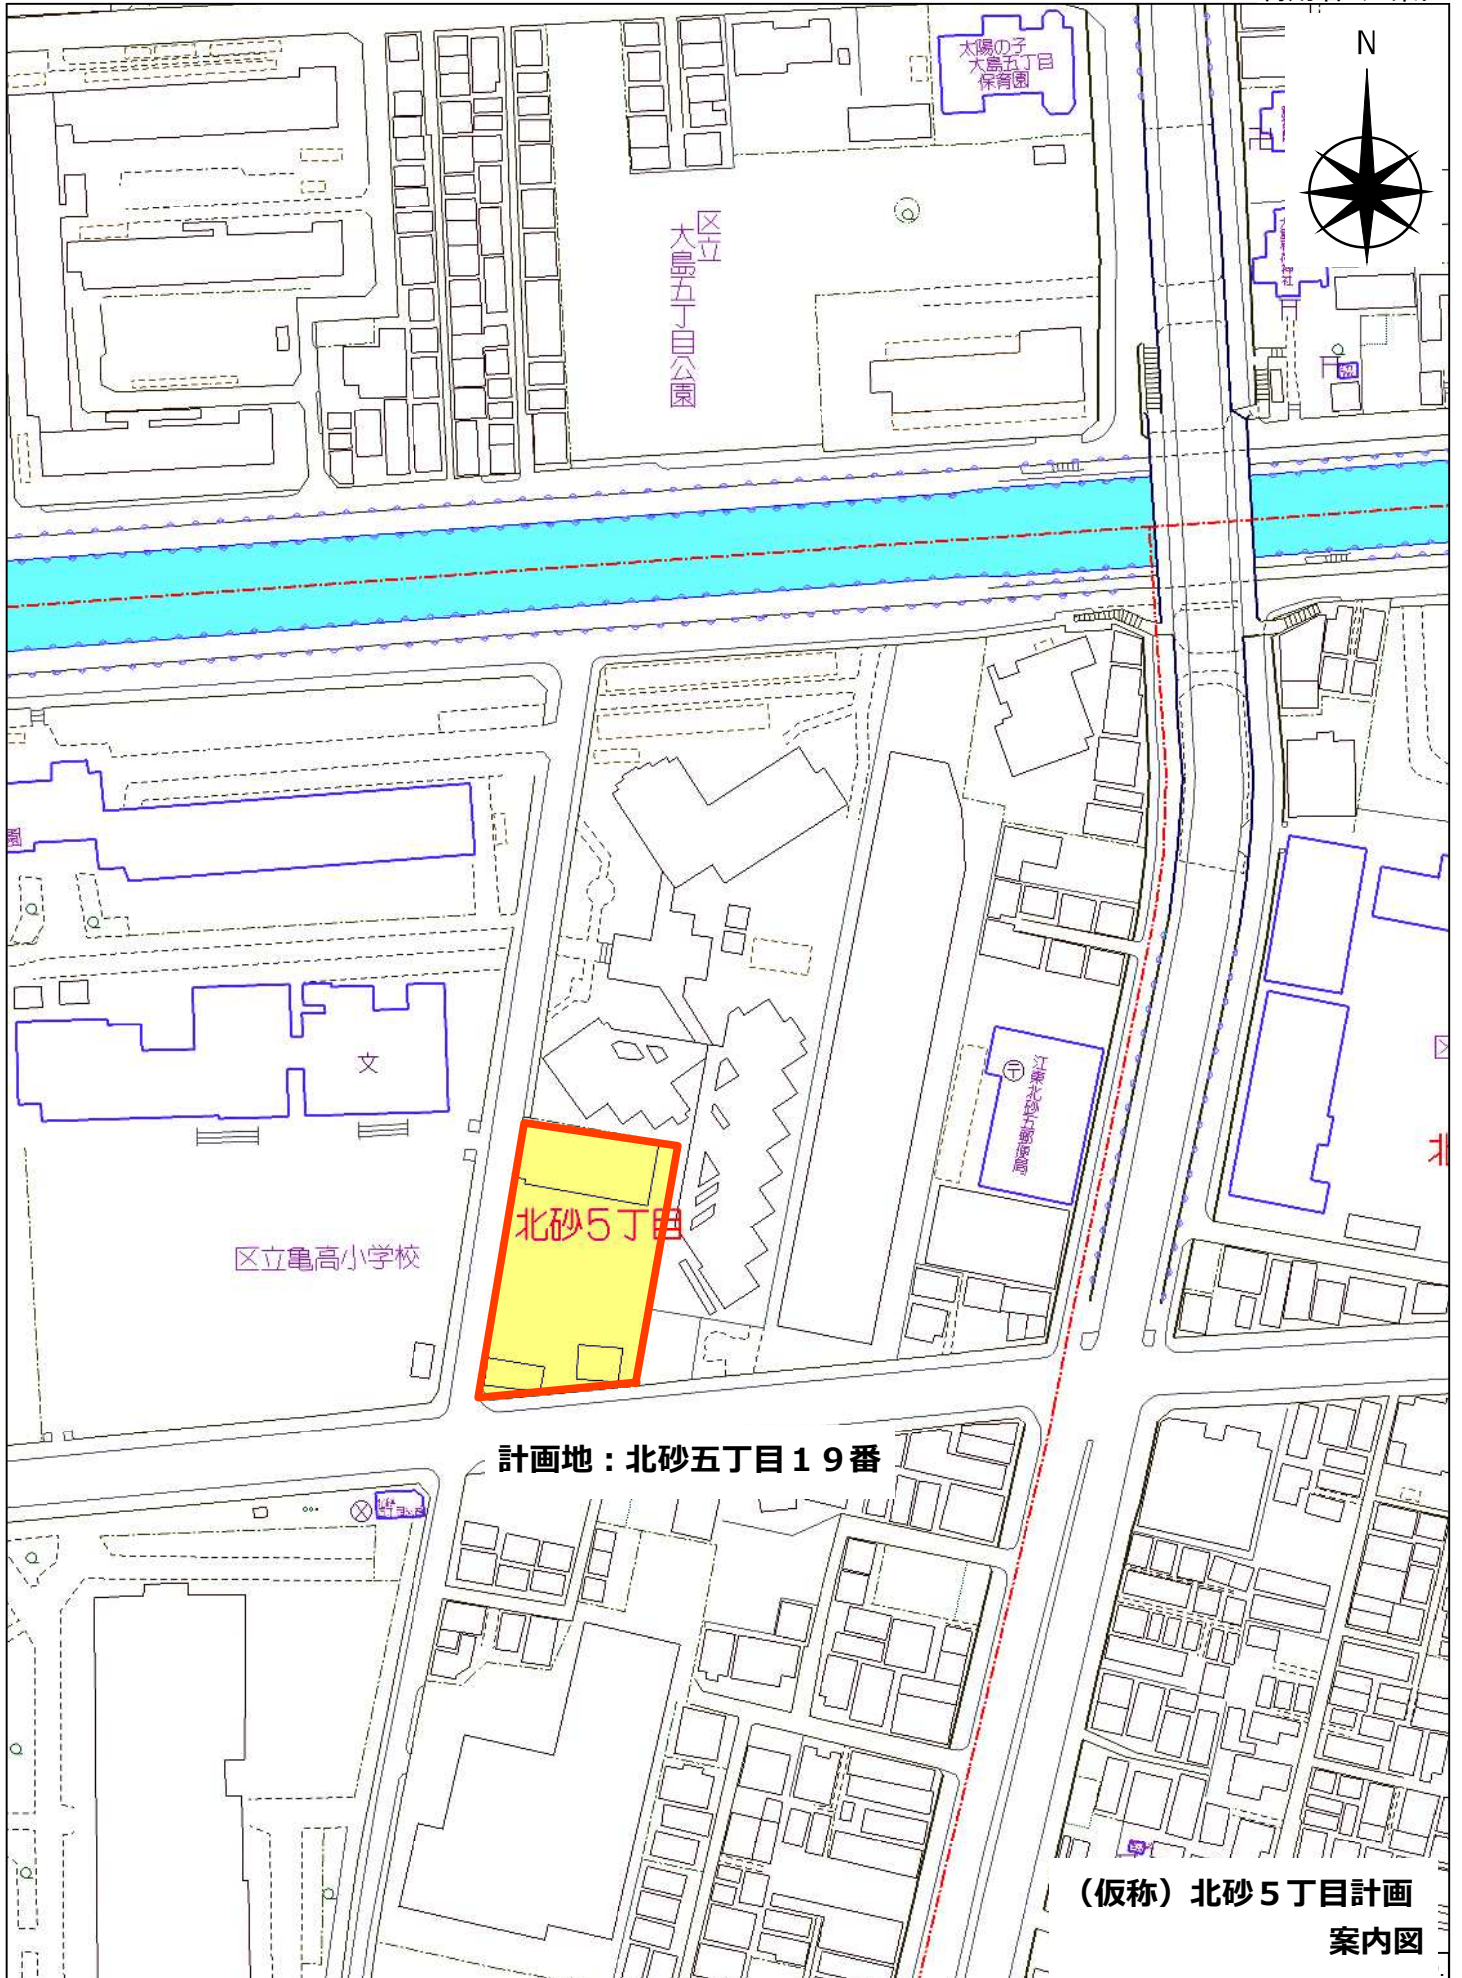 N
太陽の子
大島五丁目
保育園
区立
大島五丁目公園
園
文
江東北砂五郵便局
北砂5丁目
区立亀高小学校
北
計画地：北砂五丁目１９番
（仮称）北砂５丁目計画
案内図